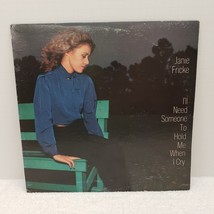 Janie
Fricke
I'll
Need
Someone
To
Hold
Me
When
I Cry